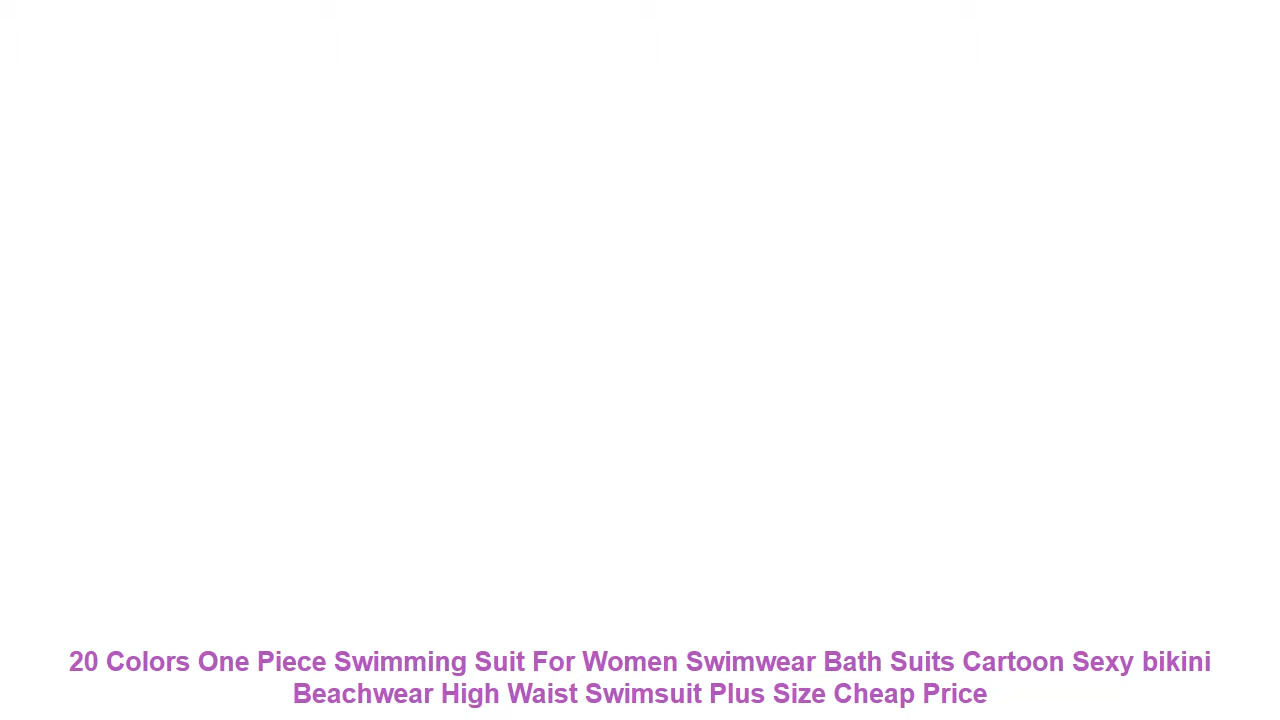 20 Colors One Piece Swimming Suit For Women Swimwear Bath Suits Cartoon Sexy bikini
Beachwear High Waist Swimsuit Plus Size Cheap Price